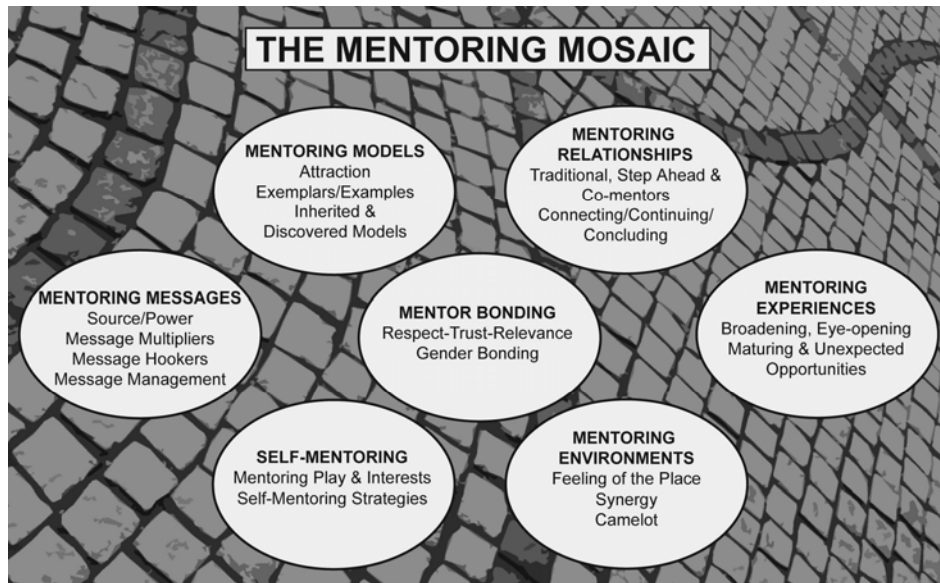 THE MENTORING MOSAIC
MENTORING MODELS
Attraction
Exemplars/Examples
Inherited &
Discovered Models
MENTORING
RELATIONSHIPS
Traditional, Step Ahead &
Co-mentors
Connecting/Continuing/
Concluding
MENTORING MESSAGES
Source/Power
Message Multipliers
Message Hookers
Message Management
MENTOR BONDING
Respect-Trust-Relevance
Gender Bonding
MENTORING
EXPERIENCES
Broadening, Eye-opening
Maturing & Unexpected
Opportunities
SELF-MENTORING
Mentoring Play & Interests
Self-Mentoring Strategies
MENTORING
ENVIRONMENTS
Feeling of the Place
Synergy
Camelot